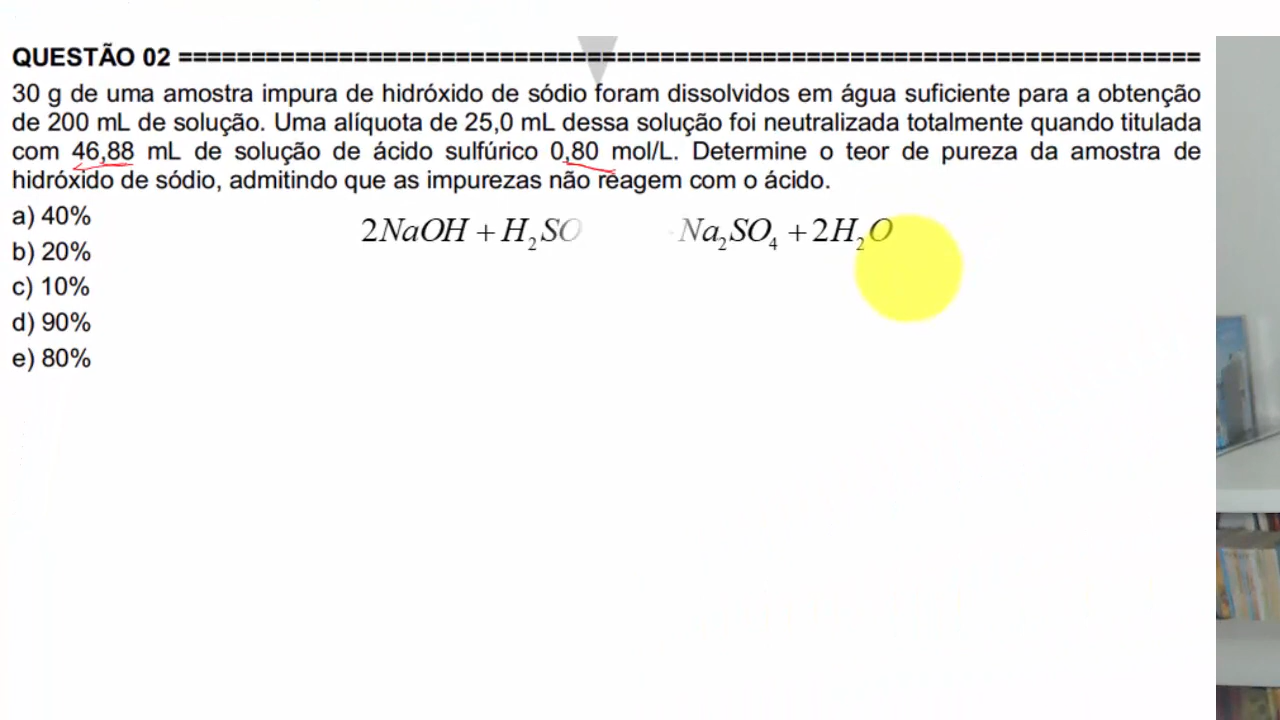 QUESTÃO 02 ======================================================================
30 g de uma amostra impura de hidróxido de sódio foram dissolvidos em água suficiente para a obtenção
de 200 mL de solução. Uma alíquota de 25,0 mL dessa solução foi neutralizada totalmente quando titulada
com 46,88 mL de solução de ácido sulfúrico 0,80 mol/L. Determine o teor de pureza da amostra de
hidróxido de sódio, admitindo que as impurezas não reagem com o ácido.
a) 40%
2NaOH + H₂SO Na₂SO₄ + 2H₂O
b) 20%
c) 10%
d) 90%
e) 80%